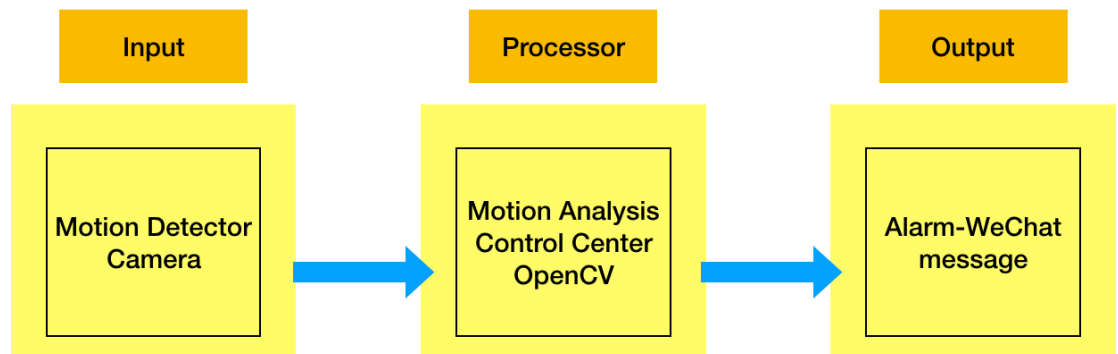 Input
Processor
Output
Motion Detector
Camera
Motion Analysis
Control Center
OpenCV
Alarm-WeChat
message